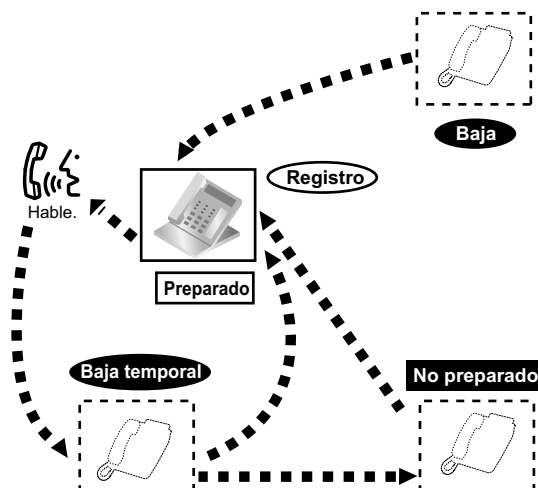 Baja
Registro
Hable.
Preparado
Baja temporal
No preparado